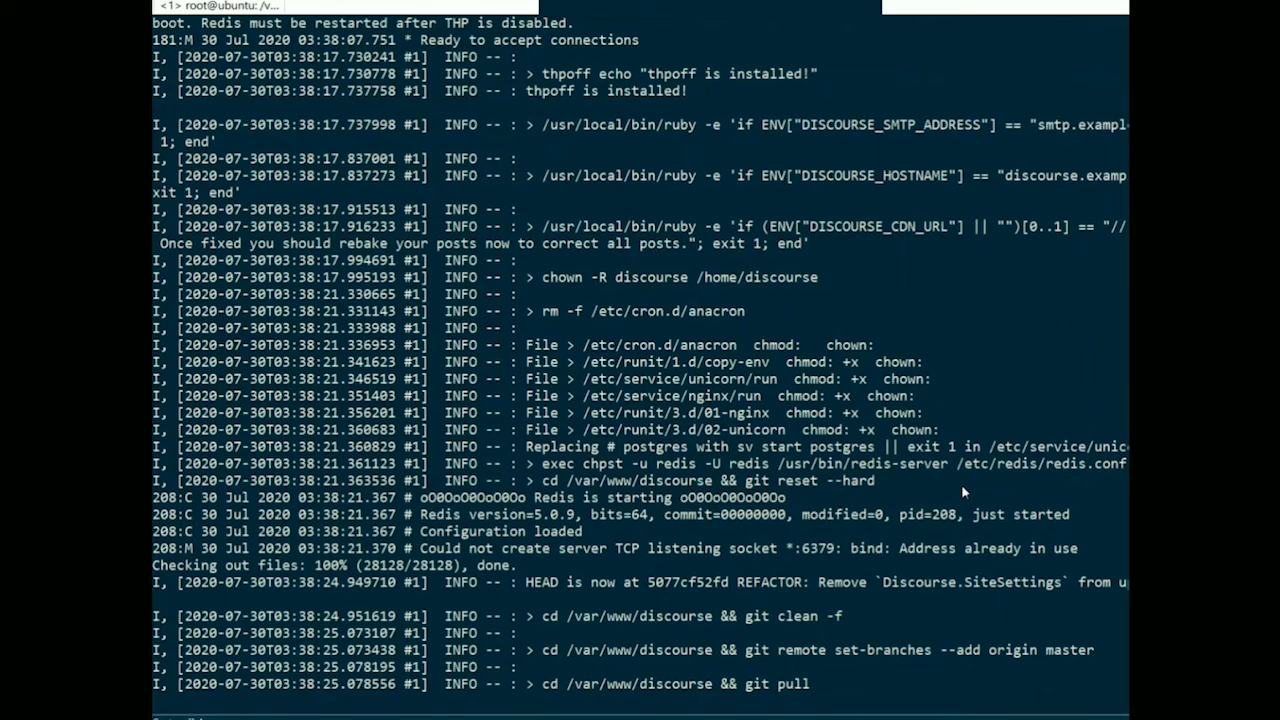 <1> root@ubuntu: /v...
boot. Redis must be restarted after THP is disabled.
181:M 30 Jul 2020 03:38:07.751 * Ready to accept connections
I, [2020-07-30T03:38:17.730241 #1]  INFO -- :
I, [2020-07-30T03:38:17.730778 #1]  INFO -- : > thpoff echo "thpoff is installed!"
I, [2020-07-30T03:38:17.737758 #1]  INFO -- : thpoff is installed!
I, [2020-07-30T03:38:17.737998 #1]  INFO -- : > /usr/local/bin/ruby -e 'if ENV["DISCOURSE_SMTP_ADDRESS"] == "smtp.exampl
1; end'
I, [2020-07-30T03:38:17.837001 #1]  INFO -- :
I, [2020-07-30T03:38:17.837273 #1]  INFO -- : > /usr/local/bin/ruby -e 'if ENV["DISCOURSE_HOSTNAME"] == "discourse.examp
xit 1; end'
I, [2020-07-30T03:38:17.915513 #1]  INFO -- :
I, [2020-07-30T03:38:17.916233 #1]  INFO -- : > /usr/local/bin/ruby -e 'if (ENV["DISCOURSE_CDN_URL"] || "")[0..1] == "//
Once fixed you should rebake your posts now to correct all posts."; exit 1; end'
I, [2020-07-30T03:38:17.994691 #1]  INFO -- :
I, [2020-07-30T03:38:17.995193 #1]  INFO -- : > chown -R discourse /home/discourse
I, [2020-07-30T03:38:21.330665 #1]  INFO -- :
I, [2020-07-30T03:38:21.331143 #1]  INFO -- : > rm -f /etc/cron.d/anacron
I, [2020-07-30T03:38:21.333988 #1]  INFO -- :
I, [2020-07-30T03:38:21.336953 #1]  INFO -- : File > /etc/cron.d/anacron  chmod:   chown:
I, [2020-07-30T03:38:21.341623 #1]  INFO -- : File > /etc/runit/1.d/copy-env  chmod: +x  chown:
I, [2020-07-30T03:38:21.346519 #1]  INFO -- : File > /etc/service/unicorn/run  chmod: +x  chown:
I, [2020-07-30T03:38:21.351403 #1]  INFO -- : File > /etc/service/nginx/run  chmod: +x  chown:
I, [2020-07-30T03:38:21.356201 #1]  INFO -- : File > /etc/runit/3.d/01-nginx  chmod: +x  chown:
I, [2020-07-30T03:38:21.360683 #1]  INFO -- : File > /etc/runit/3.d/02-unicorn  chmod: +x  chown:
I, [2020-07-30T03:38:21.360829 #1]  INFO -- : Replacing # postgres with sv start postgres || exit 1 in /etc/service/unic
I, [2020-07-30T03:38:21.361123 #1]  INFO -- : > exec chpst -u redis -U redis /usr/bin/redis-server /etc/redis/redis.conf
I, [2020-07-30T03:38:21.363536 #1]  INFO -- : > cd /var/www/discourse && git reset --hard
208:C 30 Jul 2020 03:38:21.367 # oO0OoO0OoO0Oo Redis is starting oO0OoO0OoO0Oo
208:C 30 Jul 2020 03:38:21.367 # Redis version=5.0.9, bits=64, commit=00000000, modified=0, pid=208, just started
208:C 30 Jul 2020 03:38:21.367 # Configuration loaded
208:M 30 Jul 2020 03:38:21.370 # Could not create server TCP listening socket *:6379: bind: Address already in use
Checking out files: 100% (28128/28128), done.
I, [2020-07-30T03:38:24.949710 #1]  INFO -- : HEAD is now at 5077cf52fd REFACTOR: Remove `Discourse.SiteSettings` from u
I, [2020-07-30T03:38:24.951619 #1]  INFO -- : > cd /var/www/discourse && git clean -f
I, [2020-07-30T03:38:25.073107 #1]  INFO -- :
I, [2020-07-30T03:38:25.073438 #1]  INFO -- : > cd /var/www/discourse && git remote set-branches --add origin master
I, [2020-07-30T03:38:25.078195 #1]  INFO -- :
I, [2020-07-30T03:38:25.078556 #1]  INFO -- : > cd /var/www/discourse && git pull